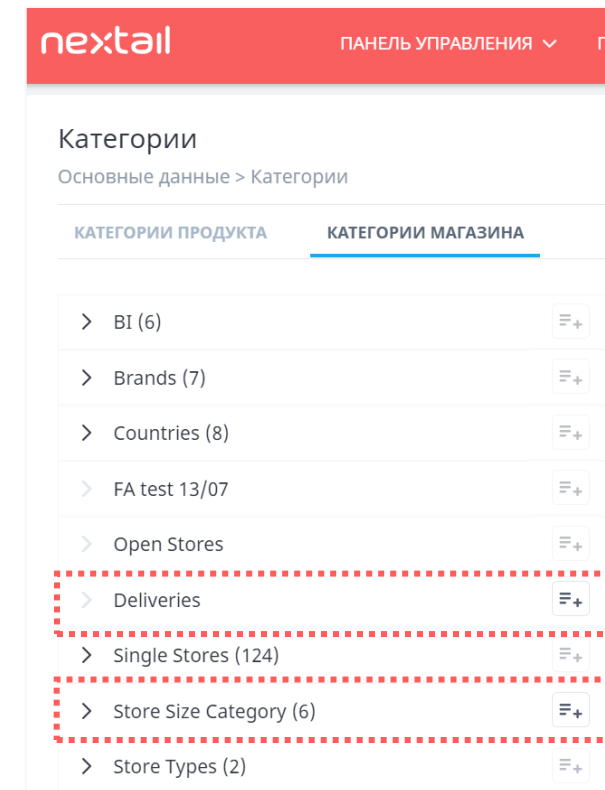 nextail
ПАНЕЛЬ УПРАВЛЕНИЯ
Категории
Основные данные > Категории
КАТЕГОРИИ ПРОДУКТА КАТЕГОРИИ МАГАЗИНА
BI (6)
Brands (7)
Countries (8)
FA test 13/07
Open Stores
Deliveries
Single Stores (124)
Store Size Category (6)
Store Types (2)